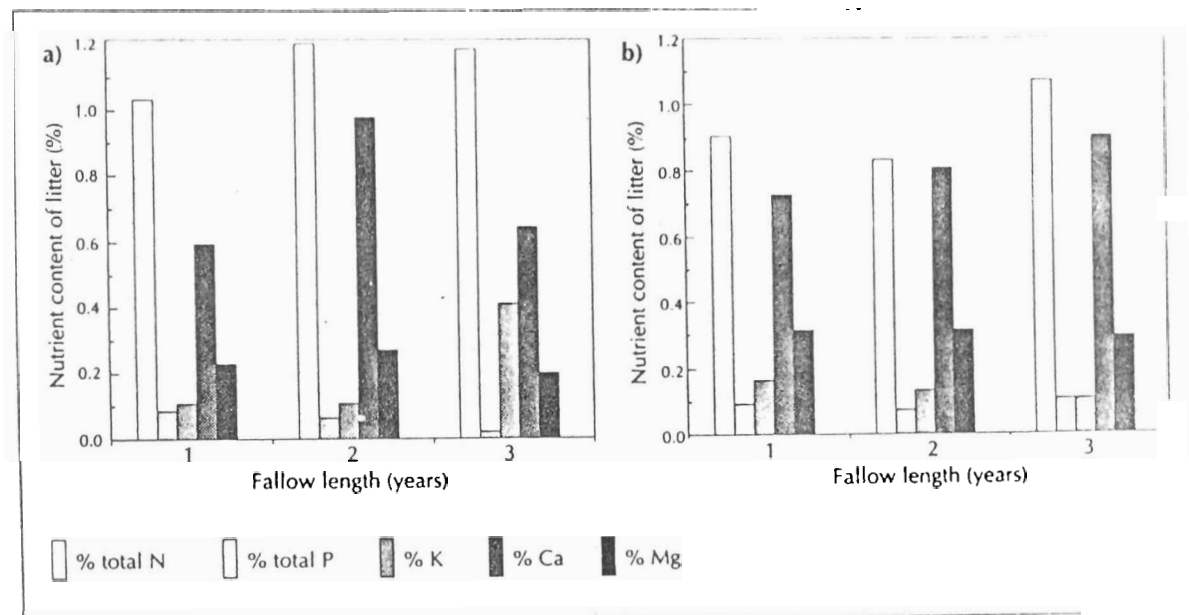 a)
1.2
1.0
0.8
0.6
0.4
0.2
0.0
Nutrient content of litter (%)
1 2 3
Fallow length (years)
b)
1.2
1.0
0.8
0.6
0.4
0.2
0.0
Nutrient content of litter (%)
1 2 3
Fallow length (years)
% total N % total P % K % Ca % Mg